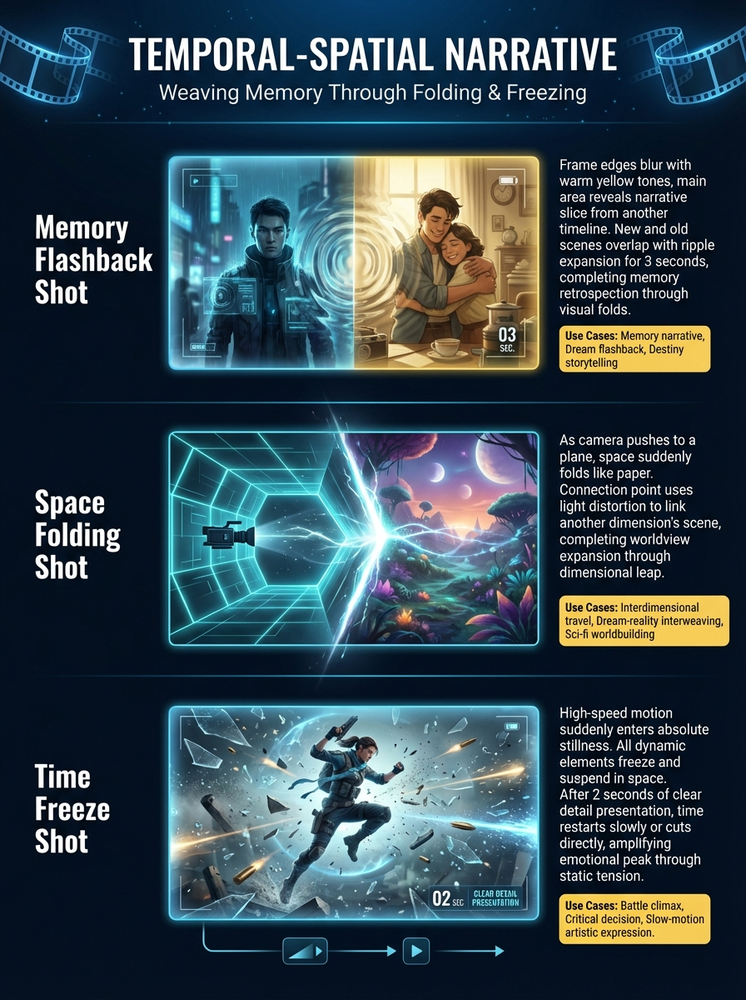 TEMPORAL-SPATIAL NARRATIVE
Weaving Memory Through Folding & Freezing
Memory
Flashback
Shot
03
SEC.
Frame edges blur with
warm yellow tones, main
area reveals narrative
slice from another
timeline. New and old
scenes overlap with ripple
expansion for 3 seconds,
completing memory
retrospection through
visual folds.
Use Cases: Memory narrative,
Dream flashback, Destiny
storytelling
Space
Folding
Shot
As camera pushes to a
plane, space suddenly
folds like paper.
Connection point uses
light distortion to link
another dimension's scene,
completing worldview
expansion through
dimensional leap.
Use Cases: Interdimensional
travel, Dream-reality interweaving,
Sci-fi worldbuilding
Time
Freeze
Shot
02 SEC
CLEAR DETAIL
PRESENTATION
High-speed motion
suddenly enters absolute
stillness. All dynamic
elements freeze and
suspend in space.
After 2 seconds of clear
detail presentation, time
restarts slowly or cuts
directly, amplifying
emotional peak through
static tension.
Use Cases: Battle climax,
Critical decision, Slow-motion
artistic expression.